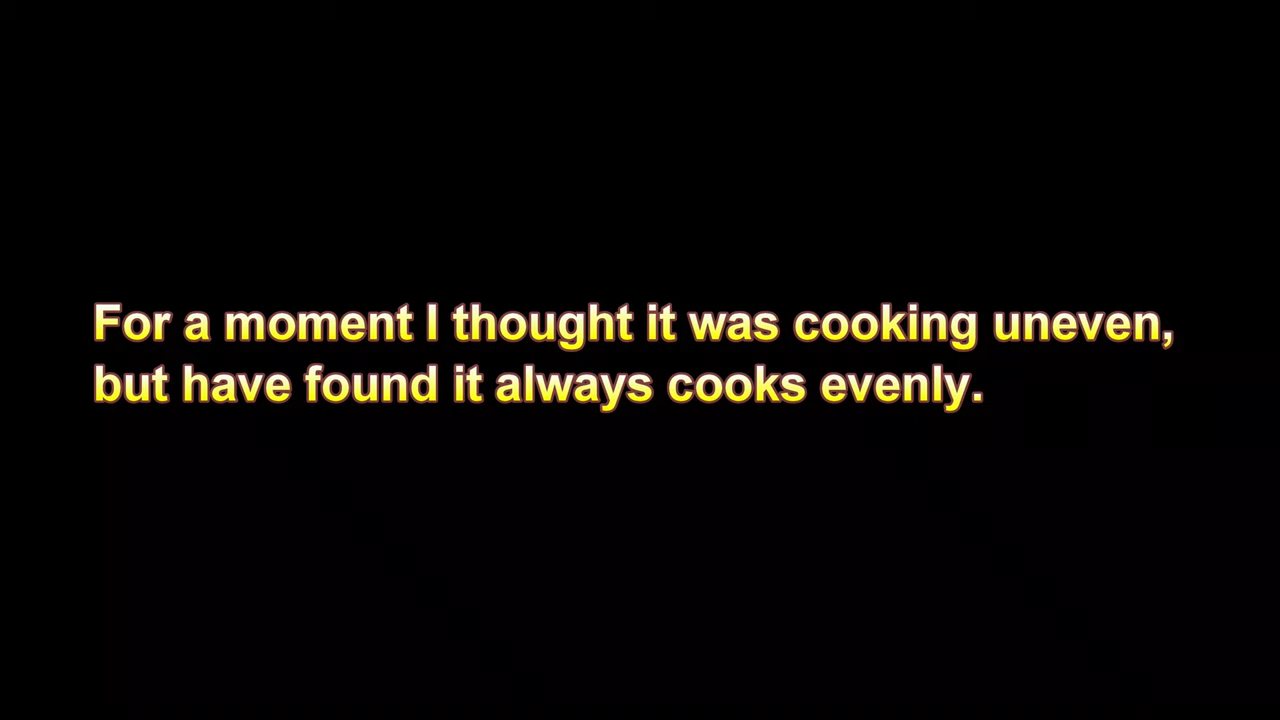 For a moment I thought it was cooking uneven,
but have found it always cooks evenly.